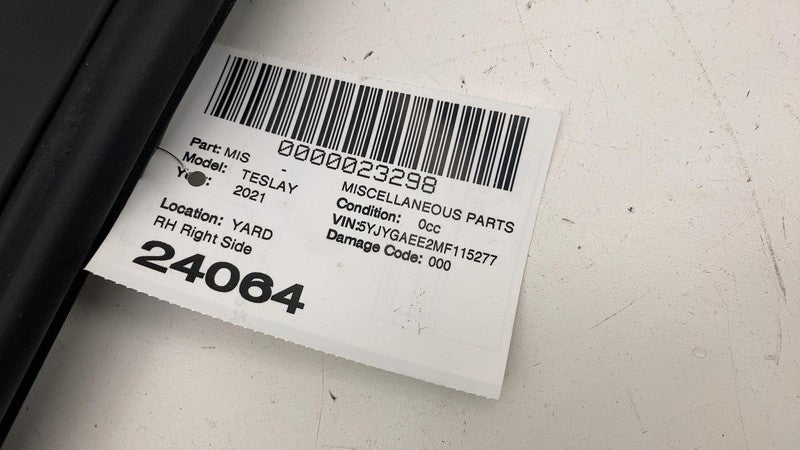 0000023298
Part: MIS -
MISCELLANEOUS PARTS
Model: TESLAY
Condition: 0cc
2021
VIN:5YJYGAEE2MF115277
Location: YARD
Damage Code: 000
RH Right Side
24064